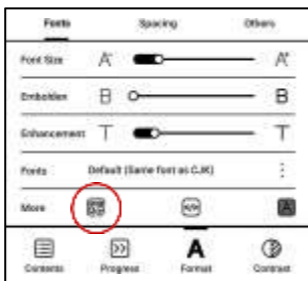 Fonts Spacing Others
Font Size A- A+
Embolden B B
Enhancement T T
Fonts Default (Same font as CJK)
More </>
A
Contents Progress Format Contrast